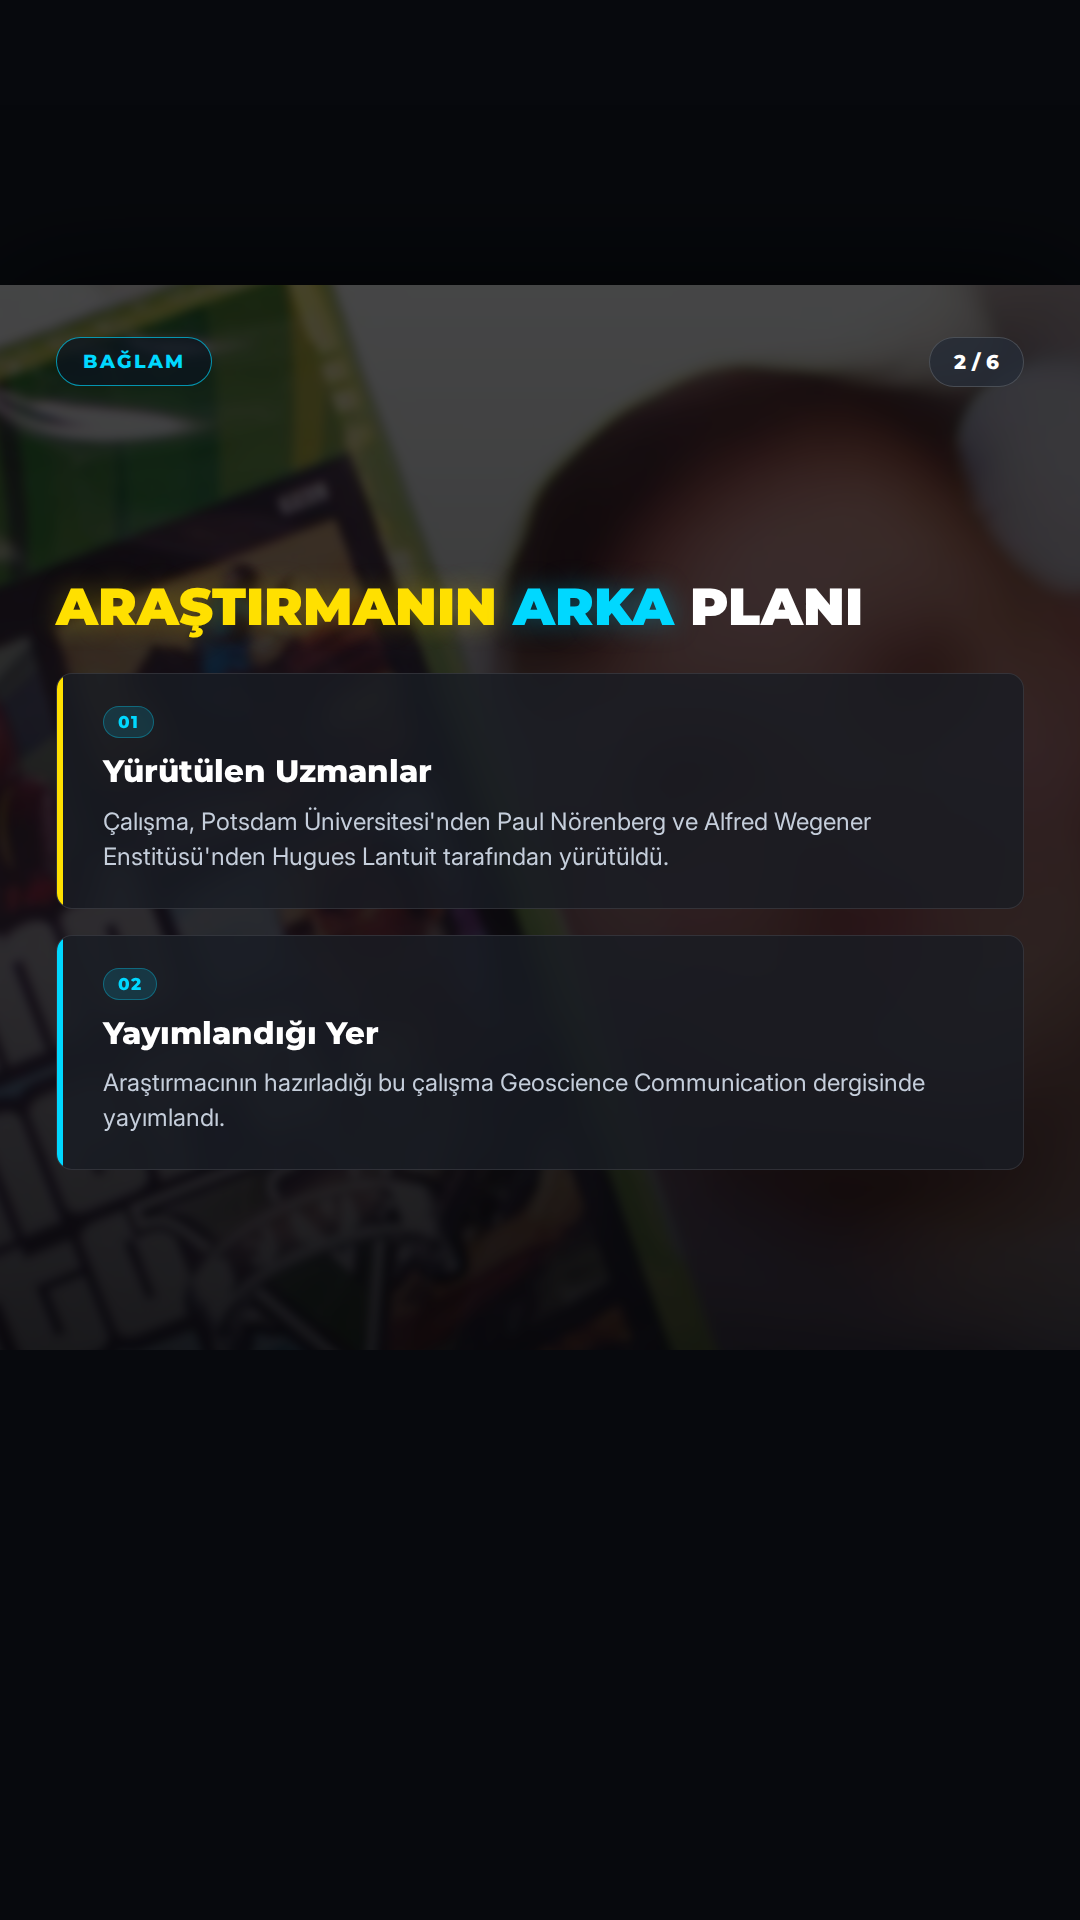 BAĞLAM
2 / 6
ARAŞTIRMANIN ARKA PLANI
01
Yürütülen Uzmanlar
Çalışma, Potsdam Üniversitesi'nden Paul Nörenberg ve Alfred Wegener
Enstitüsü'nden Hugues Lantuit tarafından yürütüldü.
02
Yayımlandığı Yer
Araştırmacının hazırladığı bu çalışma Geoscience Communication dergisinde
yayımlandı.